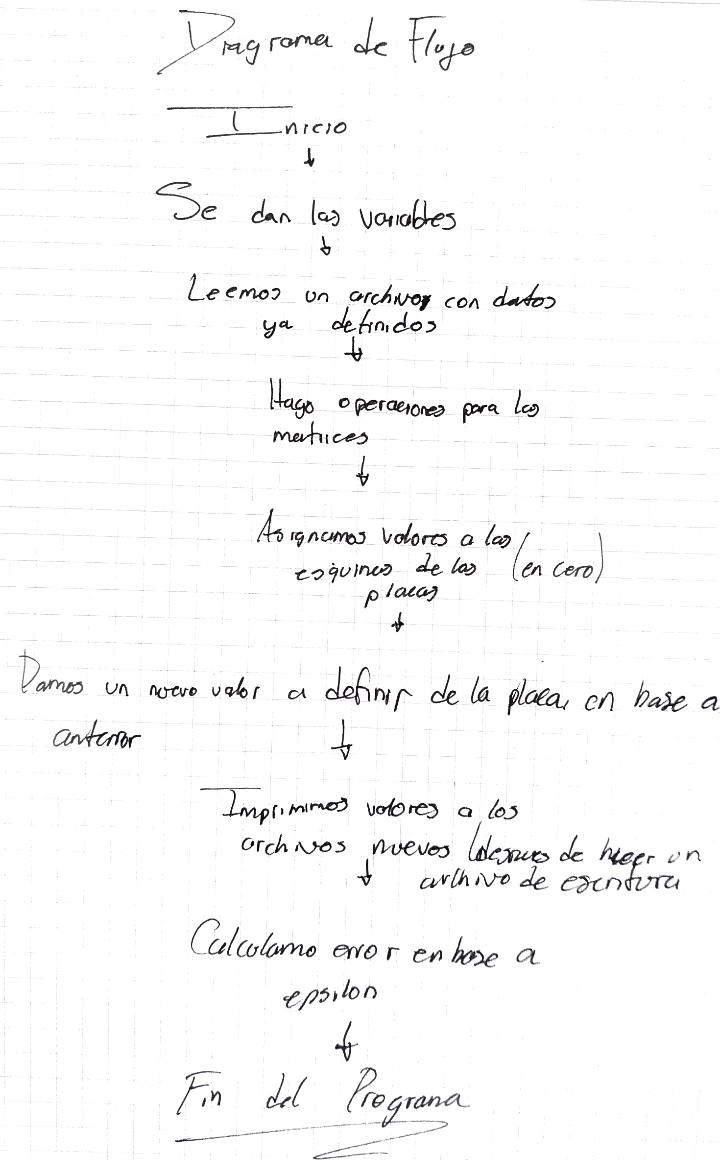 Diagrama de Flujo
Inicio
Se dan las variables
Leemos un archivo con datos
ya definidos
Hago operaciones para las
matrices
Asignamos valores a las
esquinas de las (en cero)
placas
Damos un nuevo valor a definir de la placa, en base a
anterior
Imprimimos valores a los
archivos nuevos (despues de hacer un
archivo de escritura
Calculamo error en base a
epsilon
Fin del Programa